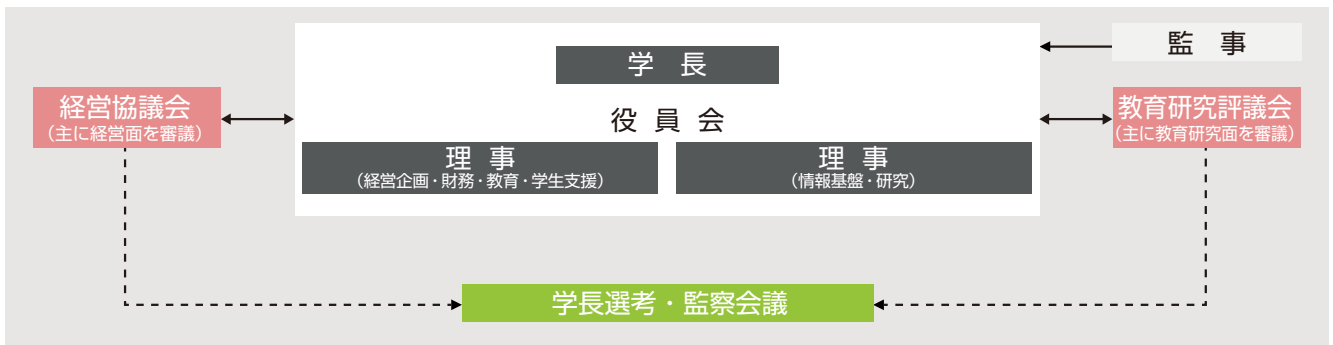 学長
監事
経営協議会
(主に経営面を審議)
役員会
教育研究評議会
(主に教育研究面を審議)
理事
(経営企画・財務・教育・学生支援)
理事
(情報基盤・研究)
学長選考・監察会議